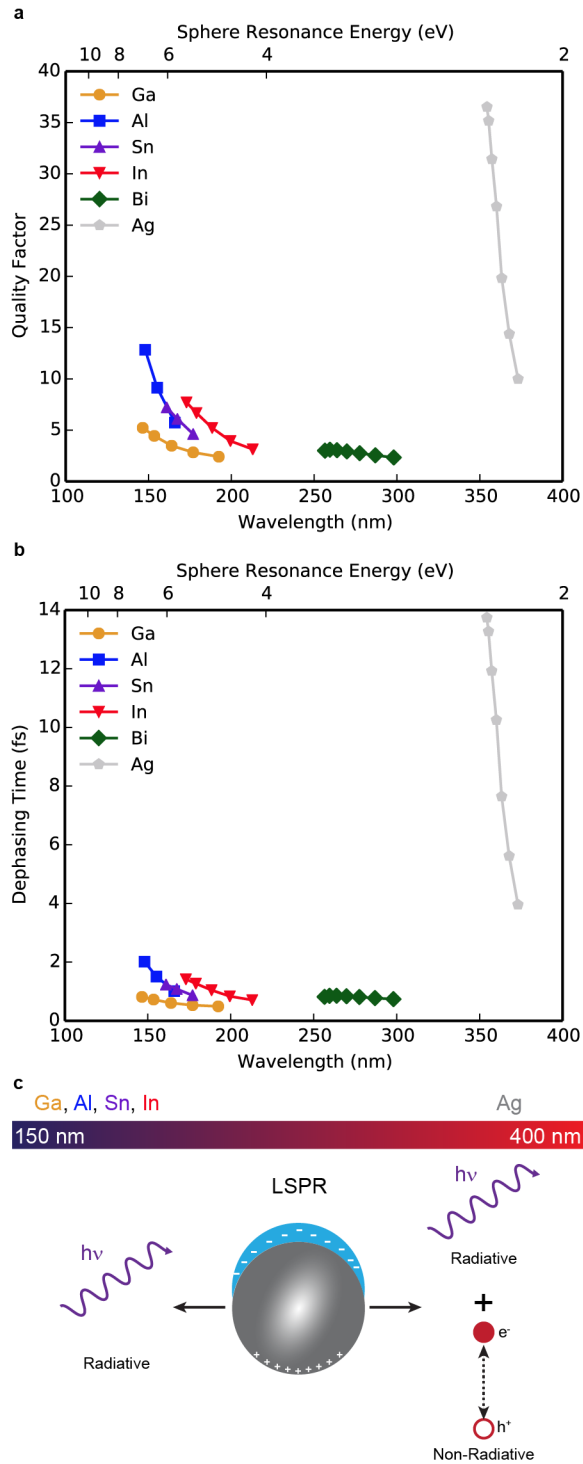 a
Sphere Resonance Energy (eV)
10 8 6 4 2
40
35
30
25
20
15
10
5
0
Quality Factor
Ga
Al
Sn
In
Bi
Ag
100 150 200 250 300 350 400
Wavelength (nm)
b
Sphere Resonance Energy (eV)
10 8 6 4 2
14
12
10
8
6
4
2
0
Dephasing Time (fs)
Ga
Al
Sn
In
Bi
Ag
100 150 200 250 300 350 400
Wavelength (nm)
c
Ga, Al, Sn, In Ag
150 nm 400 nm
LSPR
hν
Radiative
hν
Radiative
+
e-
h+
Non-Radiative
- - - - - - - - - - -
+ + + + + + + + + +